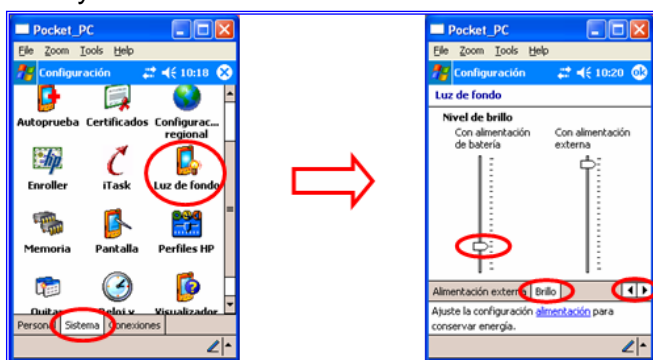 Pocket_PC
File Zoom Tools Help
Configuración 10:18
Autoprueba Certificados Configurac... regional
Enroller iTask Luz de fondo
Memoria Pantalla Perfiles HP
Quitar Reloj y Visualizador
Personal Sistema Conexiones
Pocket_PC
File Zoom Tools Help
Configuración 10:20 ok
Luz de fondo
Nivel de brillo
Con alimentación de batería
Con alimentación externa
Alimentación externa Brillo
Ajuste la configuración alimentación para
conservar energía.